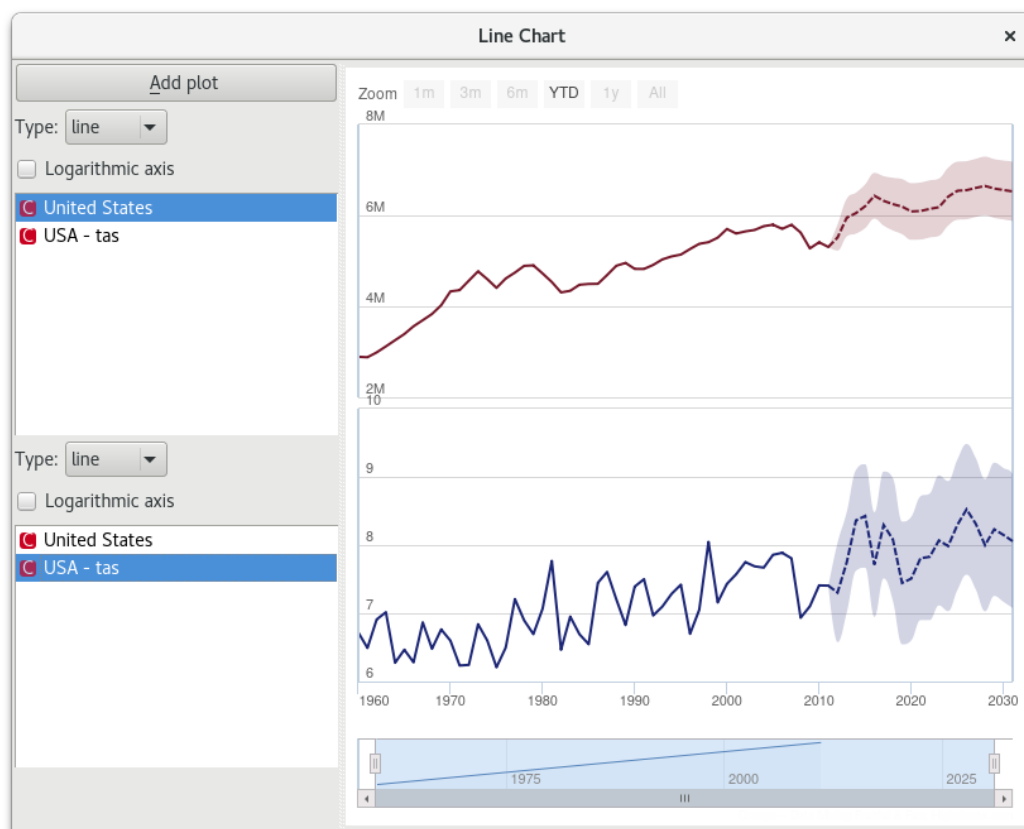 Line Chart
Add plot
Type: line
Logarithmic axis
United States
USA - tas
Type: line
Logarithmic axis
United States
USA - tas
Zoom 1m 3m 6m YTD 1y All
8M
6M
4M
2M
10
9
8
7
6
1960 1970 1980 1990 2000 2010 2020 2030
1975 2000 2025